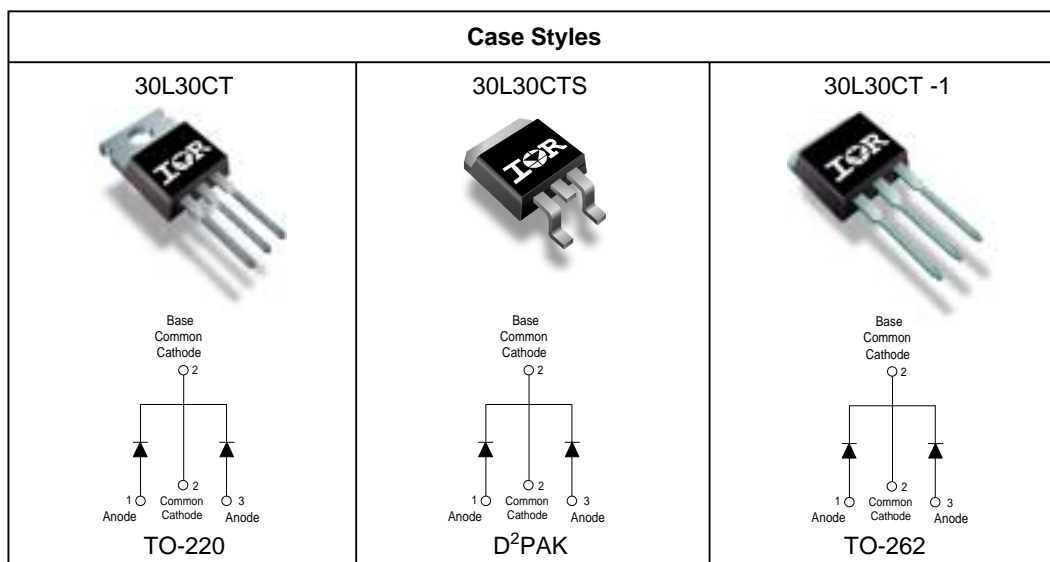 Case Styles
30L30CT
IOR
Base
Common
Cathode
2
1
2
3
Anode
Common
Cathode
Anode
TO-220
30L30CTS
IOR
Base
Common
Cathode
2
1
2
3
Anode
Common
Cathode
Anode
D²PAK
30L30CT -1
IOR
Base
Common
Cathode
2
1
2
3
Anode
Common
Cathode
Anode
TO-262